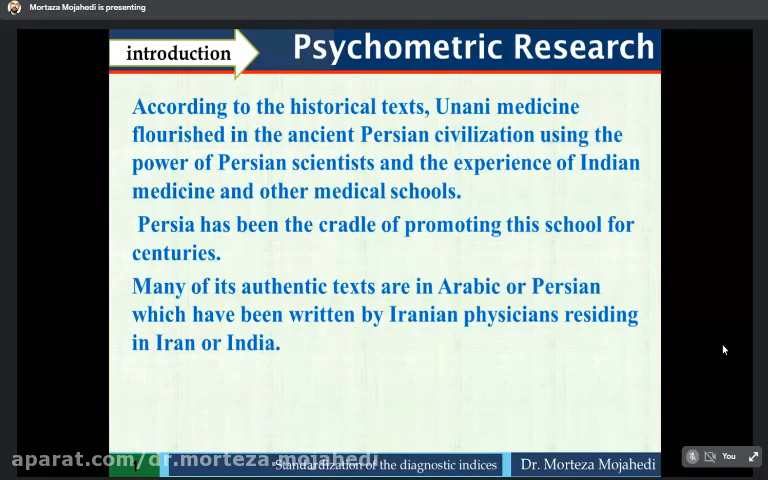 Mortaza Mojahedi is presenting
introduction
Psychometric Research
According to the historical texts, Unani medicine
flourished in the ancient Persian civilization using the
power of Persian scientists and the experience of Indian
medicine and other medical schools.
Persia has been the cradle of promoting this school for
centuries.
Many of its authentic texts are in Arabic or Persian
which have been written by Iranian physicians residing
in Iran or India.
aparat.com/dr.morteza.mojahedi
Standardization of the diagnostic indices
Dr. Morteza Mojahedi
You